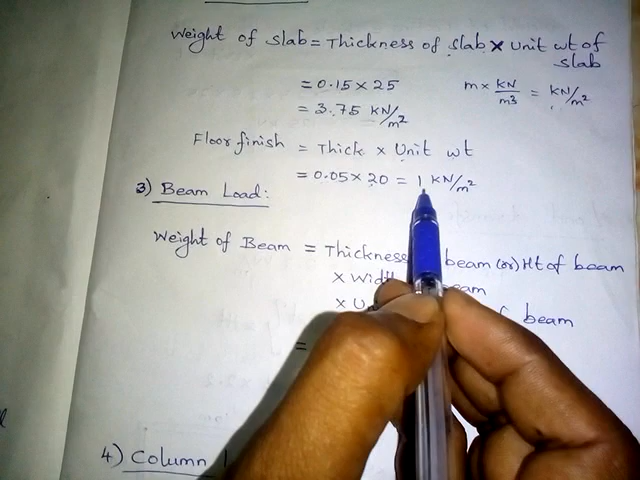 Weight of slab = Thickness of slab × Unit wt of slab
= 0.15 × 25 m × KN/m3 = KN/m2
= 3.75 KN/m2
Floor finish = Thick × Unit wt
= 0.05 × 20 = 1 KN/m2
3) Beam Load:
Weight of Beam = Thickness beam (or) Ht of beam
× Widt
× U beam
=
4) Column